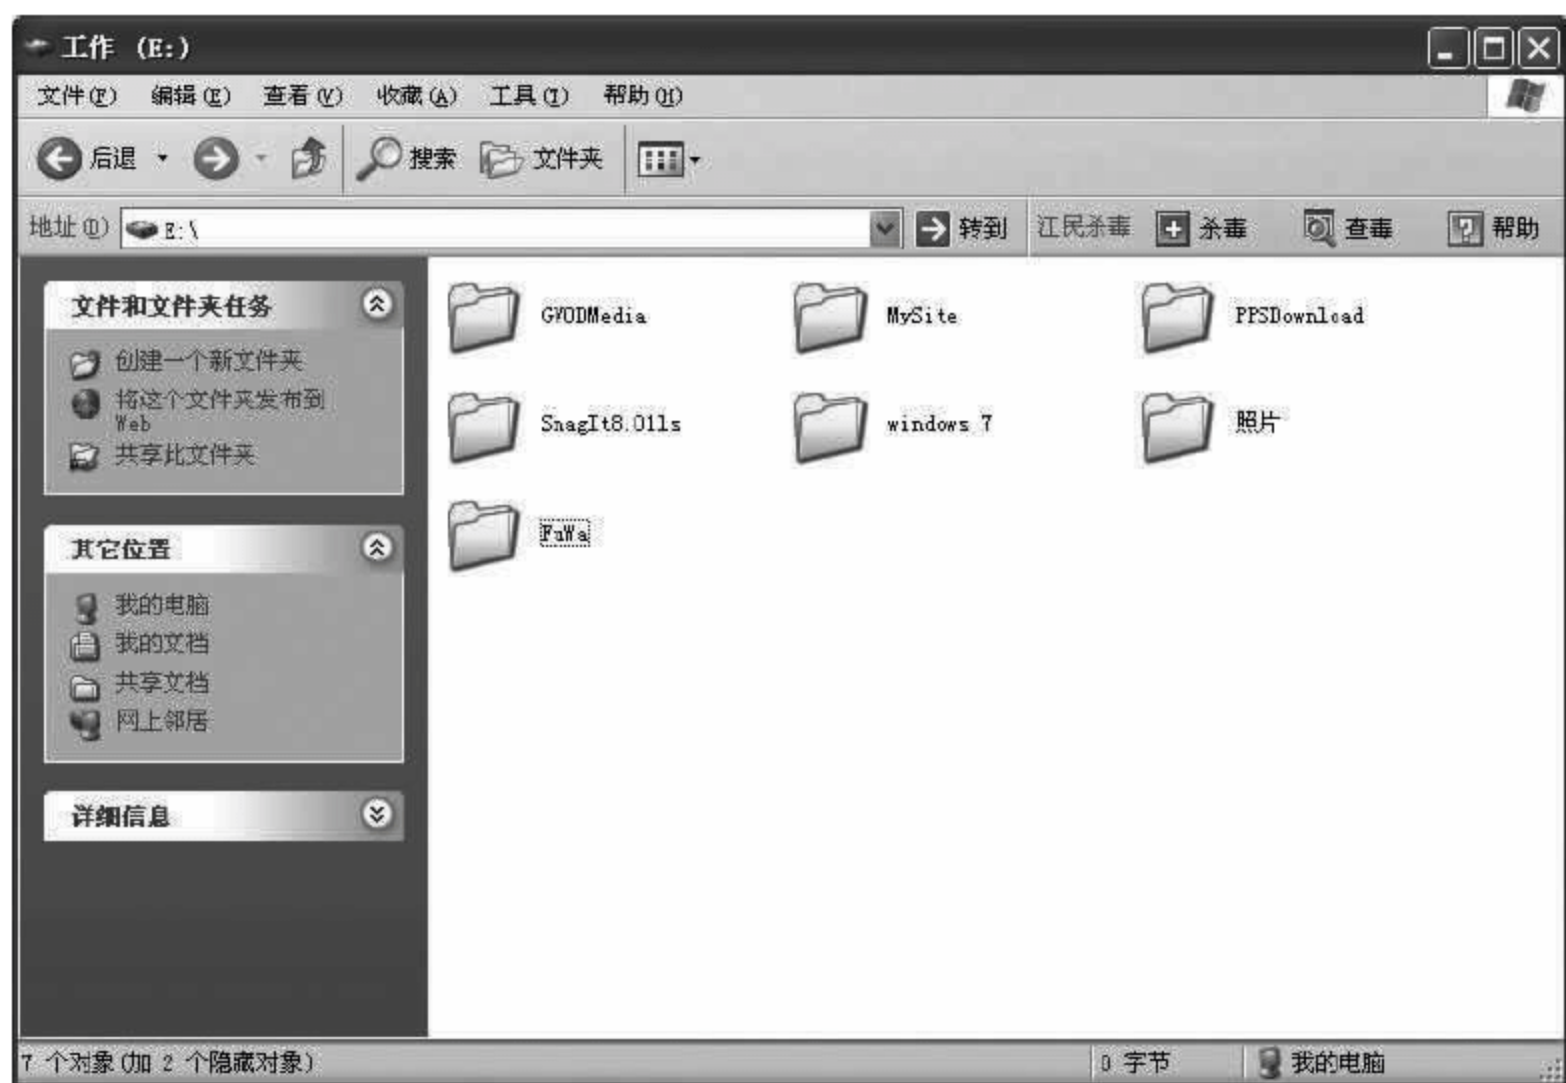 工作 (E:)
文件(F) 编辑(E) 查看(V) 收藏(A) 工具(T) 帮助(H)
后退 搜索 文件夹
地址(D) E:\ 转到 江民杀毒 杀毒 查毒 帮助
文件和文件夹任务
创建一个新文件夹
将这个文件夹发布到
Web
共享此文件夹
其它位置
我的电脑
我的文档
共享文档
网上邻居
详细信息
GVODMedia MySite PPSDownload
SnagIt8.01ls windows 7 照片
FuWa
7 个对象(加 2 个隐藏对象) 0 字节 我的电脑